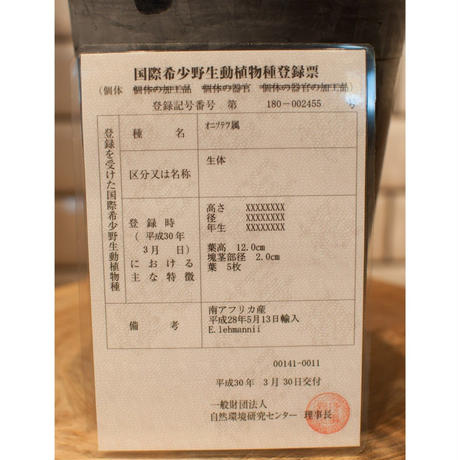 国際希少野生動植物種登録票
(個体 個体の加工品 個体の器官 個体の器官の加工品)
登録記号番号 第 180-002455 号
登録を受けた国際希少野生動植物種
種名 オニソテツ属
区分又は名称 生体
登録時
(平成30年
3月 日)
における
主な特徴
高さ XXXXXXXX
径 XXXXXXXX
年生 XXXXXXXX
葉高 12.0cm
塊茎部径 2.0cm
葉 5枚
備考
南アフリカ産
平成28年5月13日輸入
E.lehmannii
00141-0011
平成30年 3月 30日交付
一般財団法人
自然環境研究センター 理事長